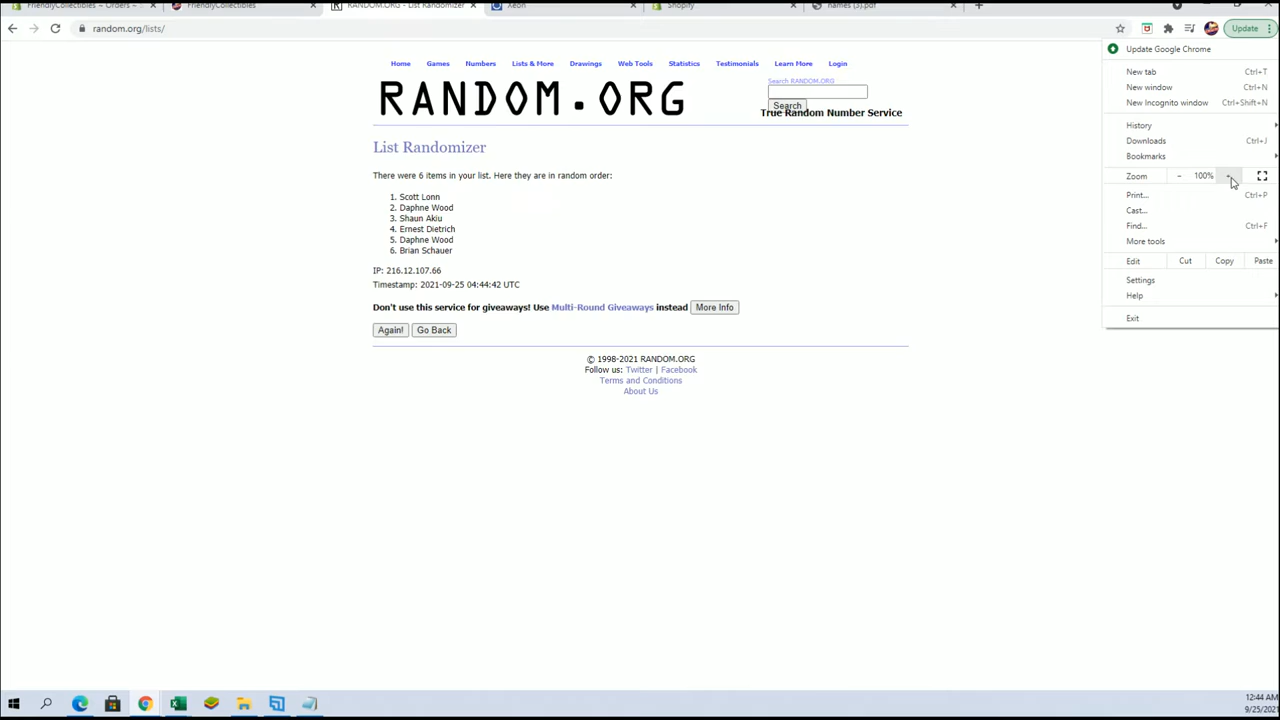 FriendlyCollectibles ~ Orders ~
FriendlyCollectibles
RANDOM.ORG - List Randomizer
Xeon
Shopify
names (3).pdf
random.org/lists/
Update
Update Google Chrome
New tab Ctrl+T
New window Ctrl+N
New Incognito window Ctrl+Shift+N
History
Downloads Ctrl+J
Bookmarks
Zoom - 100% +
Print... Ctrl+P
Cast...
Find... Ctrl+F
More tools
Edit Cut Copy Paste
Settings
Help
Exit
Home Games Numbers Lists & More Drawings Web Tools Statistics Testimonials Learn More Login
RANDOM.ORG
Search RANDOM.ORG
Search
True Random Number Service
List Randomizer
There were 6 items in your list. Here they are in random order:
1. Scott Lonn
2. Daphne Wood
3. Shaun Akiu
4. Ernest Dietrich
5. Daphne Wood
6. Brian Schauer
IP: 216.12.107.66
Timestamp: 2021-09-25 04:44:42 UTC
Don't use this service for giveaways! Use Multi-Round Giveaways instead More Info
Again! Go Back
© 1998-2021 RANDOM.ORG
Follow us: Twitter | Facebook
Terms and Conditions
About Us
12:44 AM
9/25/2021